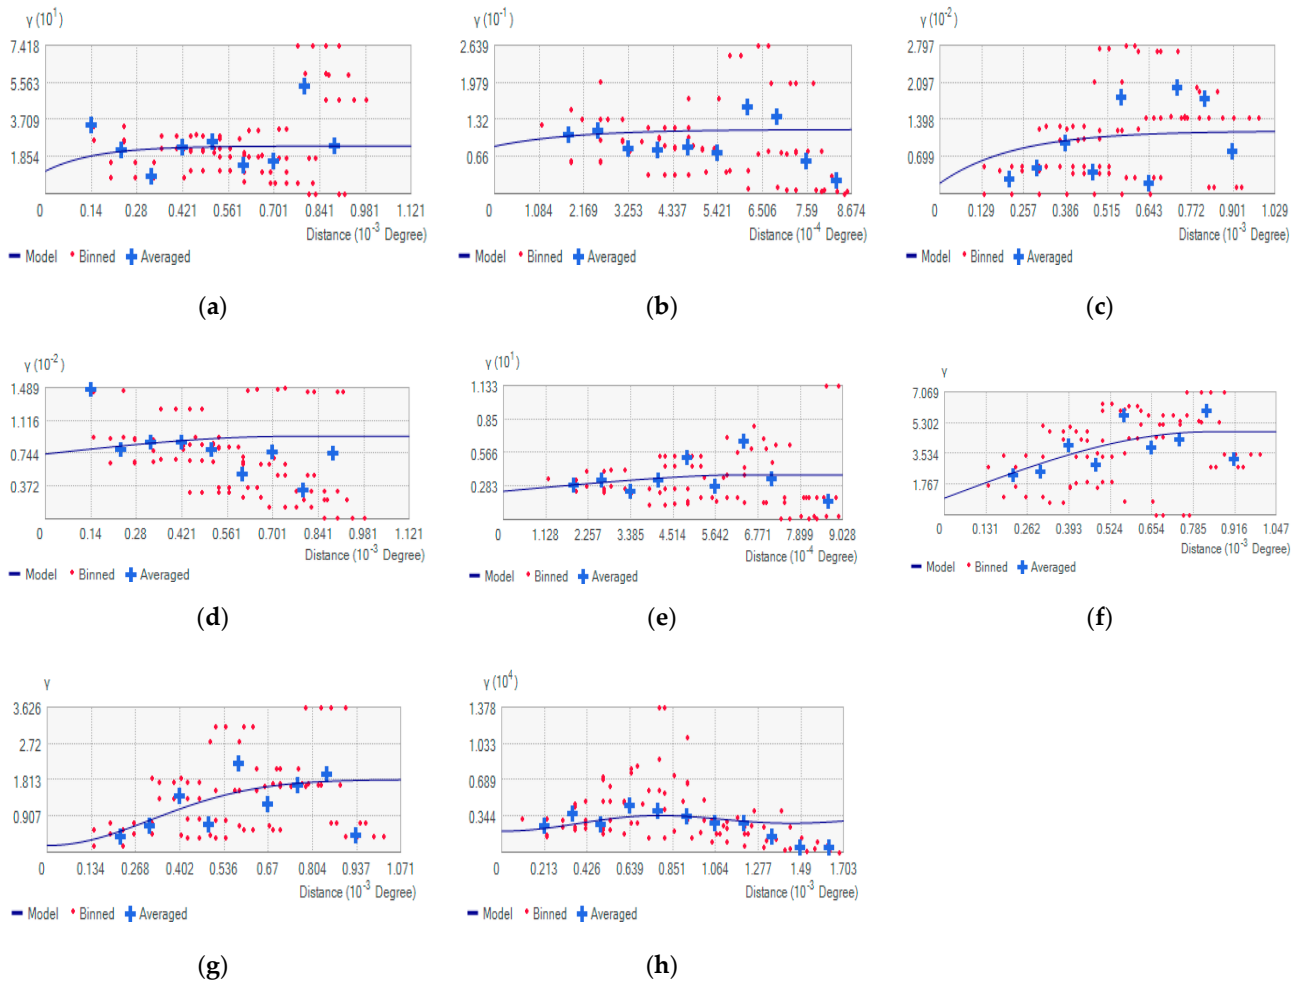 γ (10¹)
7.418
5.563
3.709
1.854
0 0.14 0.28 0.421 0.561 0.701 0.841 0.981 1.121
Distance (10⁻³ Degree)
Model Binned Averaged
(a)
γ (10⁻¹)
2.639
1.979
1.32
0.66
0 1.084 2.169 3.253 4.337 5.421 6.506 7.59 8.674
Distance (10⁻⁴ Degree)
Model Binned Averaged
(b)
γ (10⁻²)
2.797
2.097
1.398
0.699
0 0.129 0.257 0.386 0.515 0.643 0.772 0.901 1.029
Distance (10⁻³ Degree)
Model Binned Averaged
(c)
γ (10⁻²)
1.489
1.116
0.744
0.372
0 0.14 0.28 0.421 0.561 0.701 0.841 0.981 1.121
Distance (10⁻³ Degree)
Model Binned Averaged
(d)
γ (10¹)
1.133
0.85
0.566
0.283
0 1.128 2.257 3.385 4.514 5.642 6.771 7.899 9.028
Distance (10⁻⁴ Degree)
Model Binned Averaged
(e)
γ
7.069
5.302
3.534
1.767
0 0.131 0.262 0.393 0.524 0.654 0.785 0.916 1.047
Distance (10⁻³ Degree)
Model Binned Averaged
(f)
γ
3.626
2.72
1.813
0.907
0 0.134 0.268 0.402 0.536 0.67 0.804 0.937 1.071
Distance (10⁻³ Degree)
Model Binned Averaged
(g)
γ (10⁴)
1.378
1.033
0.689
0.344
0 0.213 0.426 0.639 0.851 1.064 1.277 1.49 1.703
Distance (10⁻³ Degree)
Model Binned Averaged
(h)